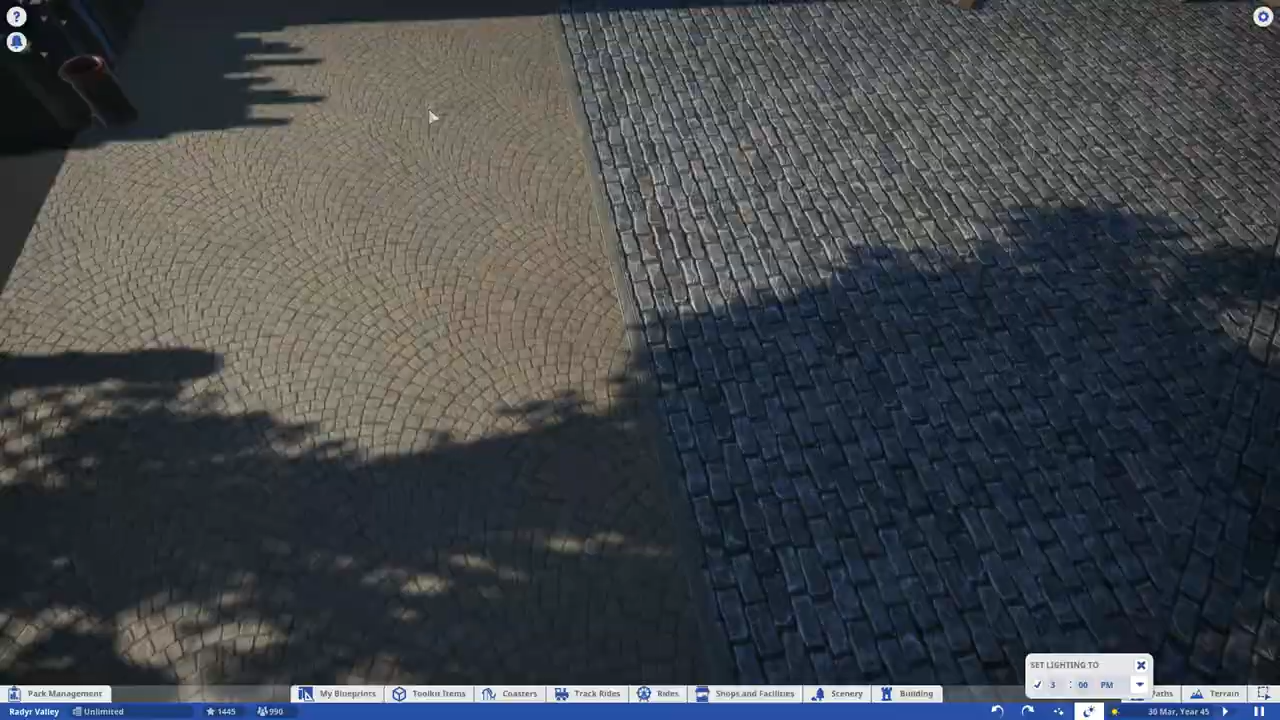 ?
SET LIGHTING TO
3 : 00 PM
Park Management
My Blueprints
Toolkit Items
Coasters
Track Rides
Rides
Shops and Facilities
Scenery
Building
Paths
Terrain
Radyr Valley
Unlimited
1445
990
30 Mar, Year 45